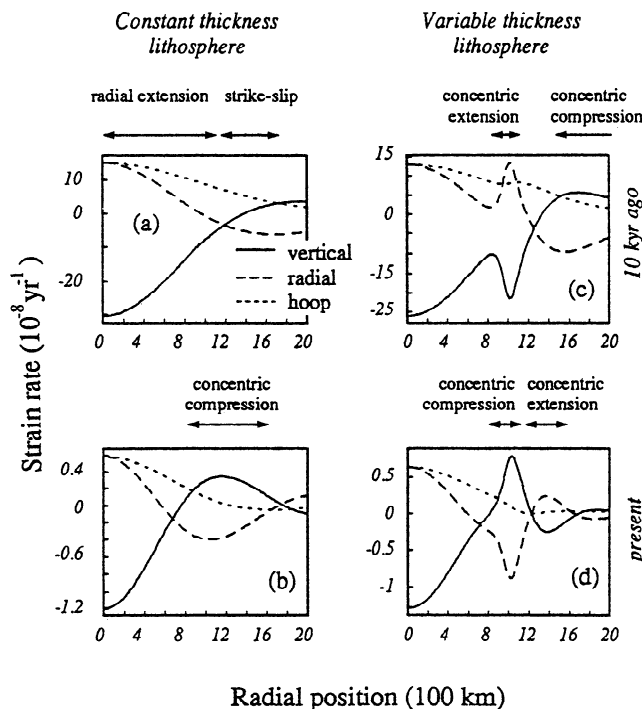 Constant thickness
lithosphere
Variable thickness
lithosphere
radial extension
strike-slip
concentric
extension
concentric
compression
10
0
-20
(a)
vertical
radial
hoop
0 4 8 12 16 20
15
0
-15
-25
(c)
0 4 8 12 16 20
10 kyr ago
Strain rate (10⁻⁸ yr⁻¹)
concentric
compression
concentric
compression
concentric
extension
0.4
0
-0.6
-1.2
(b)
0 4 8 12 16 20
0.5
0
-0.5
-1
(d)
0 4 8 12 16 20
present
Radial position (100 km)